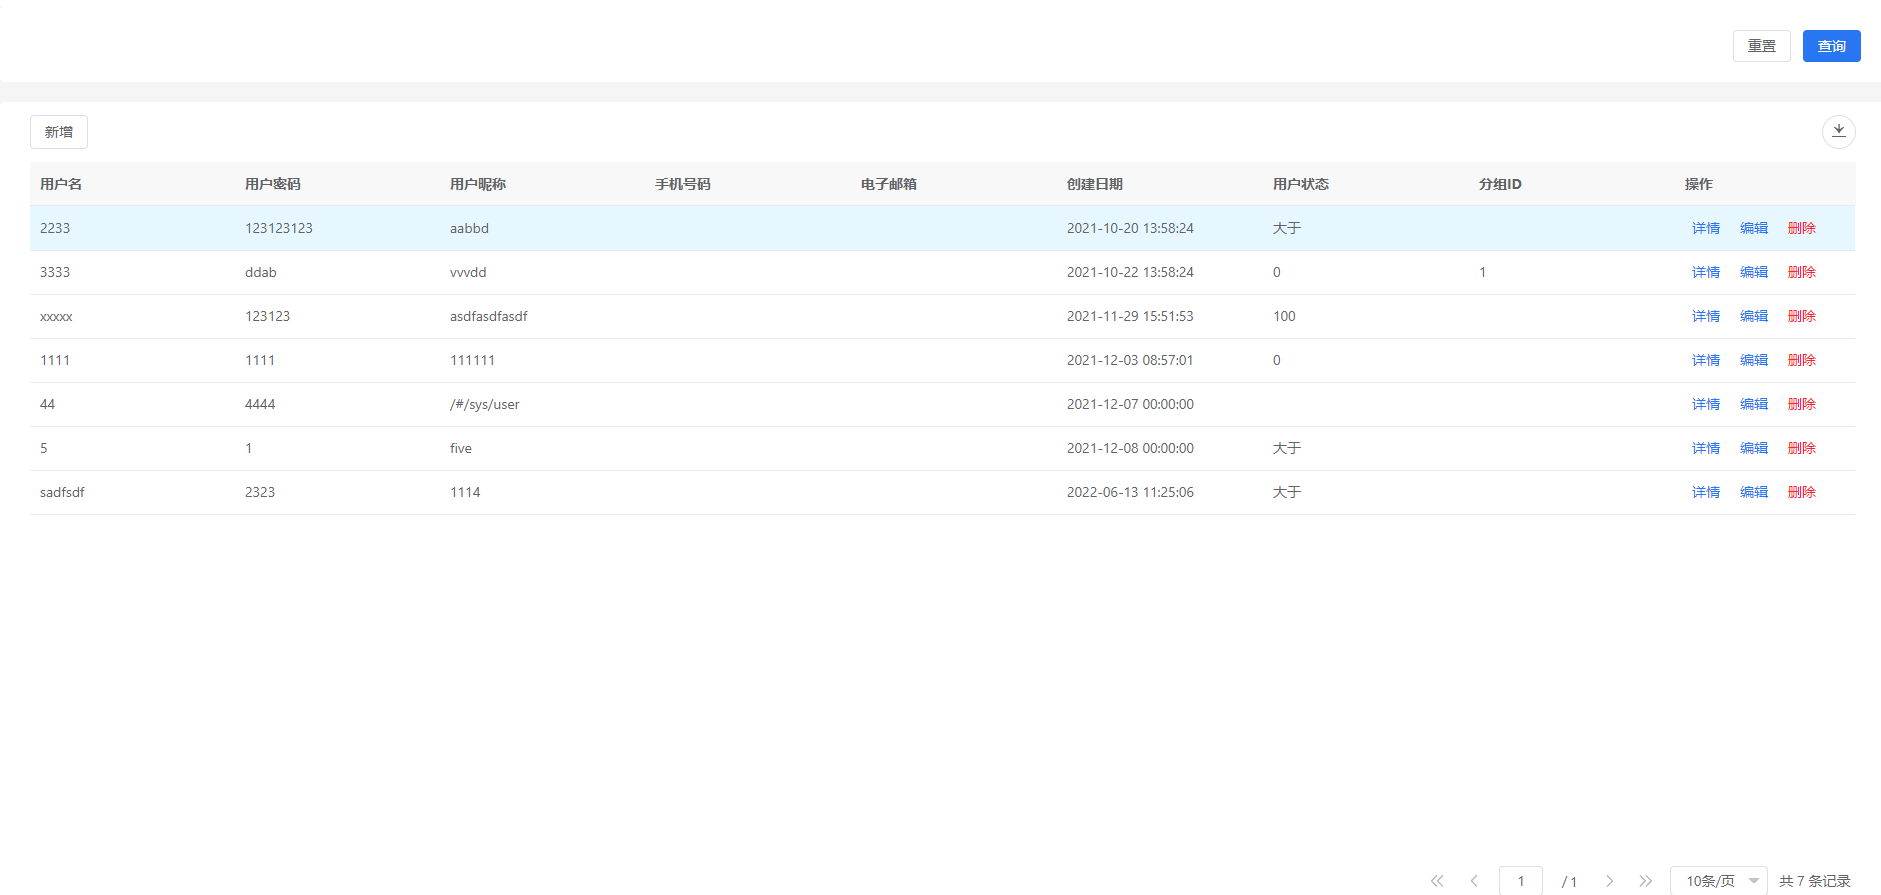 重置 查询
新增
用户名 用户密码 用户昵称 手机号码 电子邮箱 创建日期 用户状态 分组ID 操作
2233 123123123 aabbd 2021-10-20 13:58:24 大于 详情 编辑 删除
3333 ddab vvvdd 2021-10-22 13:58:24 0 1 详情 编辑 删除
xxxxx 123123 asdfasdfasdf 2021-11-29 15:51:53 100 详情 编辑 删除
1111 1111 111111 2021-12-03 08:57:01 0 详情 编辑 删除
44 4444 /#/sys/user 2021-12-07 00:00:00 详情 编辑 删除
5 1 five 2021-12-08 00:00:00 大于 详情 编辑 删除
sadfsdf 2323 1114 2022-06-13 11:25:06 大于 详情 编辑 删除
1 / 1 10条/页 共 7 条记录